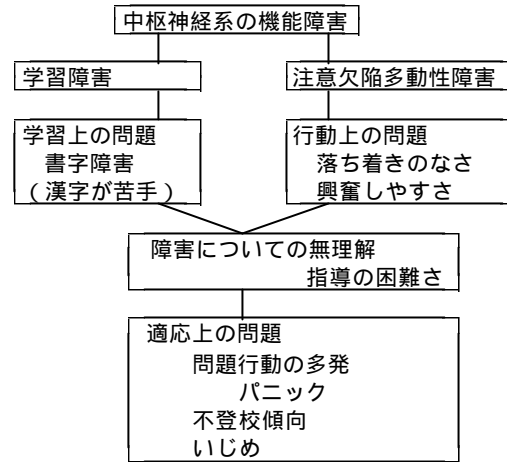 中枢神経系の機能障害
学習障害
注意欠陥多動性障害
学習上の問題
書字障害
(漢字が苦手)
行動上の問題
落ち着きのなさ
興奮しやすさ
障害についての無理解
指導の困難さ
適応上の問題
問題行動の多発
パニック
不登校傾向
いじめ